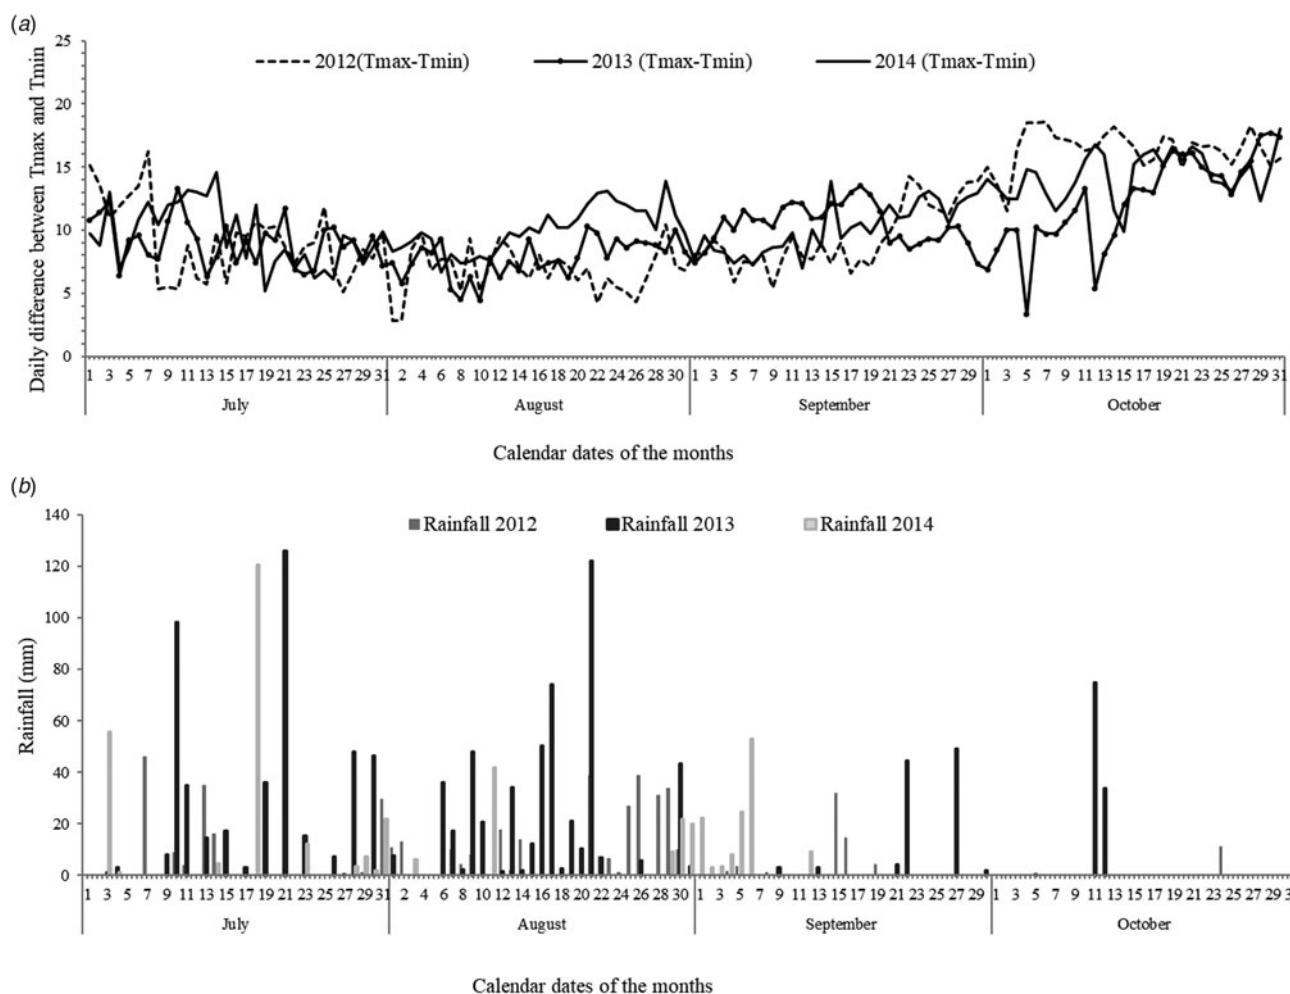 (a)
25
20
15
10
5
0
Daily difference between Tmax and Tmin
2012(Tmax-Tmin) 2013 (Tmax-Tmin) 2014 (Tmax-Tmin)
1 3 5 7 9 11 13 15 17 19 21 23 25 27 29 31 2 4 6 8 10 12 14 16 18 20 22 24 26 28 30 1 3 5 7 9 11 13 15 17 19 21 23 25 27 29 1 3 5 7 9 11 13 15 17 19 21 23 25 27 29 31
July August September October
Calendar dates of the months
(b)
140
120
100
80
60
40
20
0
Rainfall (mm)
Rainfall 2012 Rainfall 2013 Rainfall 2014
1 3 5 7 9 11 13 15 17 19 21 23 25 27 29 31 2 4 6 8 10 12 14 16 18 20 22 24 26 28 30 1 3 5 7 9 11 13 15 17 19 21 23 25 27 29 1 3 5 7 9 11 13 15 17 19 21 23 25 27 29
July August September October
Calendar dates of the months